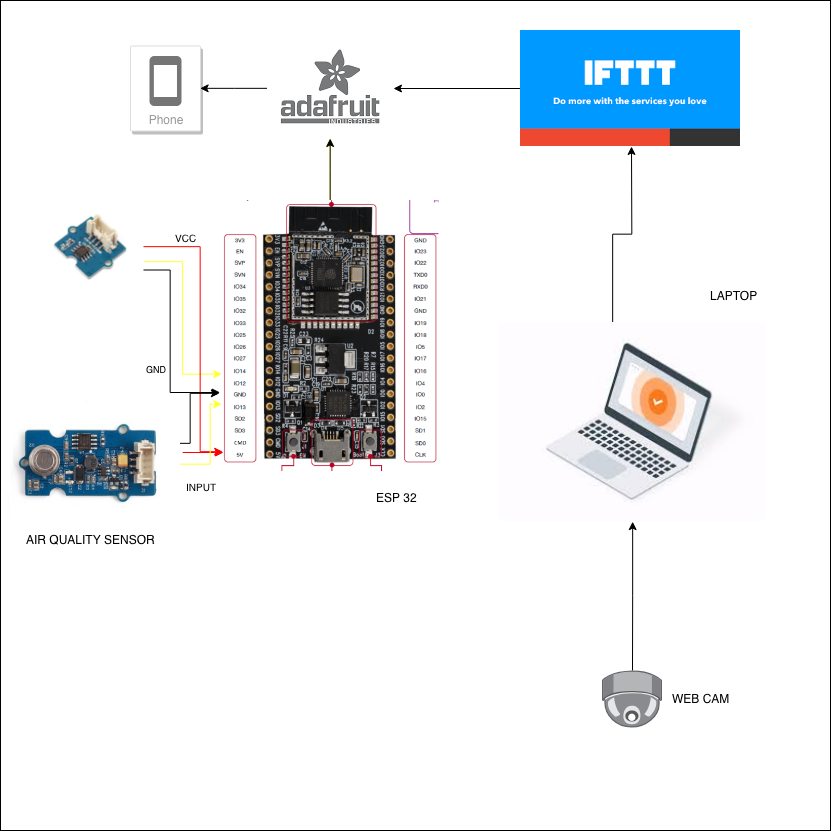 Phone
adafruit
INDUSTRIES
IFTTT
Do more with the services you love
VCC
GND
INPUT
AIR QUALITY SENSOR
3V3
EN
SVP
SVN
IO34
IO35
IO32
IO33
IO25
IO26
IO27
IO14
IO12
GND
IO13
SD2
SD3
CMD
5V
GND
IO23
IO22
TXD0
RXD0
IO21
GND
IO19
IO18
IO5
IO17
IO16
IO4
IO0
IO2
IO15
SD1
SD0
CLK
ESP 32
LAPTOP
WEB CAM